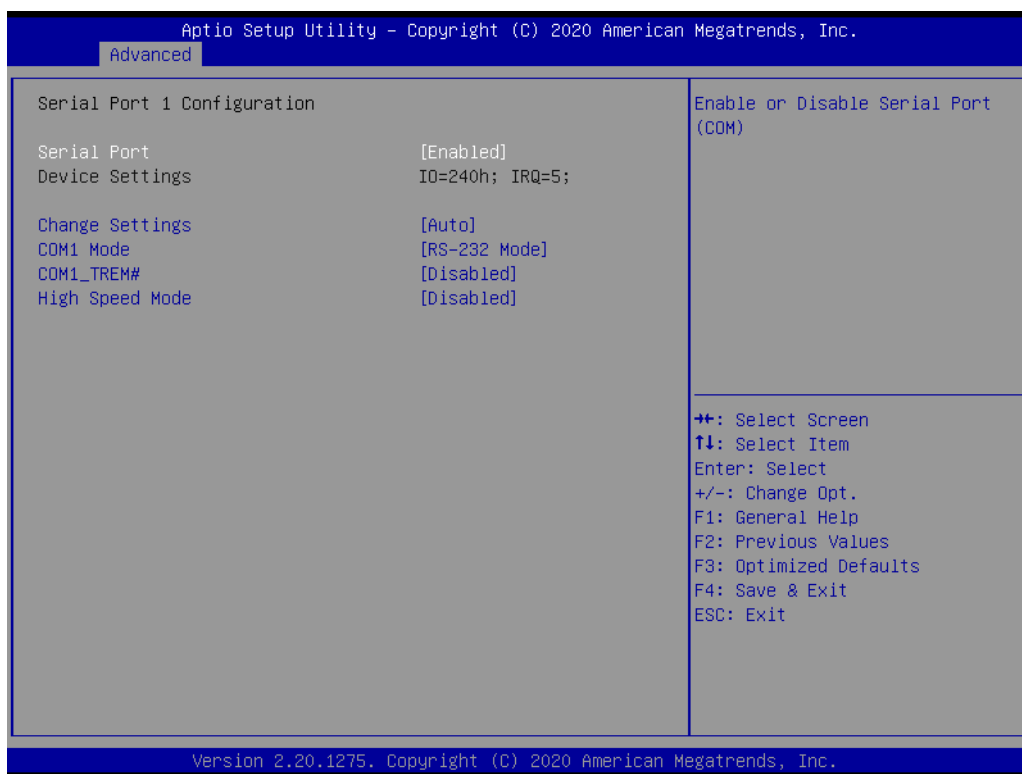 Aptio Setup Utility – Copyright (C) 2020 American Megatrends, Inc.
Advanced
Serial Port 1 Configuration
Serial Port [Enabled]
Device Settings IO=240h; IRQ=5;
Change Settings [Auto]
COM1 Mode [RS-232 Mode]
COM1_TREM# [Disabled]
High Speed Mode [Disabled]
Enable or Disable Serial Port
(COM)
→←: Select Screen
↑↓: Select Item
Enter: Select
+/-: Change Opt.
F1: General Help
F2: Previous Values
F3: Optimized Defaults
F4: Save & Exit
ESC: Exit
Version 2.20.1275. Copyright (C) 2020 American Megatrends, Inc.